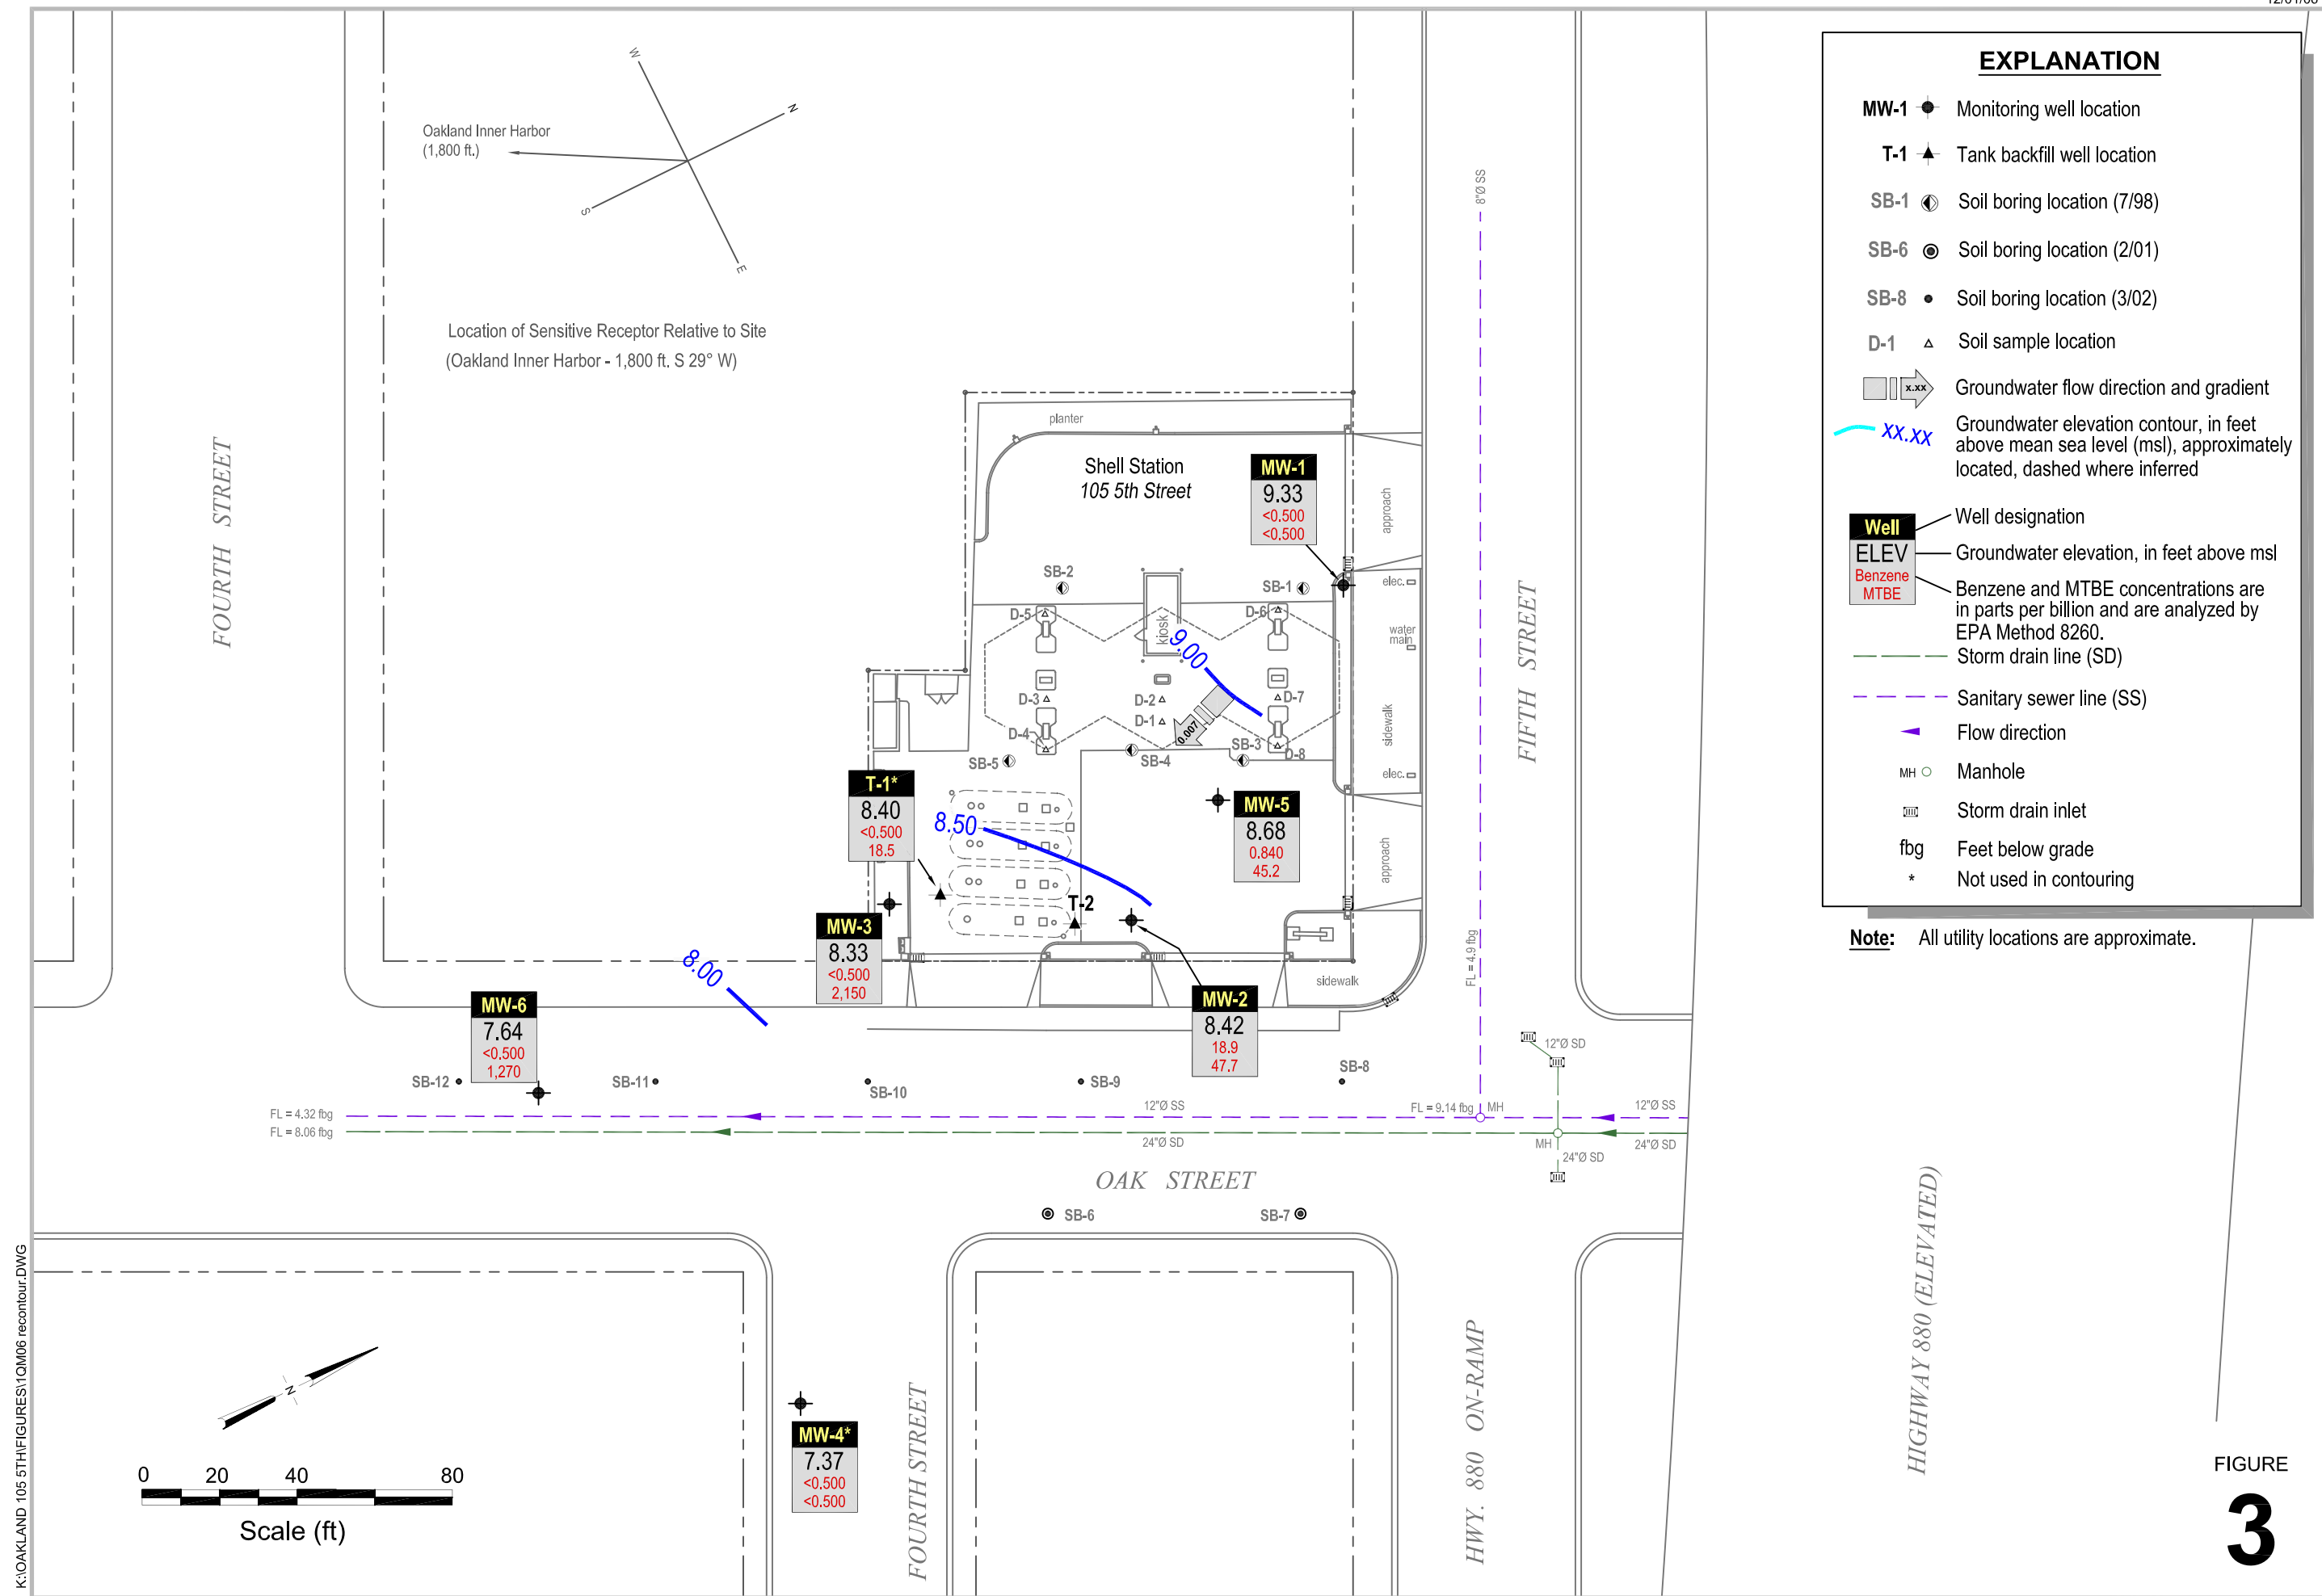 EXPLANATION
MW-1 Monitoring well location
T-1 Tank backfill well location
SB-1 Soil boring location (7/98)
SB-6 Soil boring location (2/01)
SB-8 Soil boring location (3/02)
D-1 Soil sample location
x.xx Groundwater flow direction and gradient
XX.XX Groundwater elevation contour, in feet
above mean sea level (msl), approximately
located, dashed where inferred
Well Well designation
ELEV Groundwater elevation, in feet above msl
Benzene
MTBE
Benzene and MTBE concentrations are
in parts per billion and are analyzed by
EPA Method 8260.
Storm drain line (SD)
Sanitary sewer line (SS)
Flow direction
MH Manhole
Storm drain inlet
fbg Feet below grade
* Not used in contouring
Note: All utility locations are approximate.
W
N
S
E
Oakland Inner Harbor
(1,800 ft.)
Location of Sensitive Receptor Relative to Site
(Oakland Inner Harbor - 1,800 ft. S 29° W)
FOURTH STREET
planter
Shell Station
105 5th Street
MW-1
9.33
<0.500
<0.500
approach
8"Ø SS
FIFTH STREET
SB-2
SB-1
elec.
D-5
D-6
kiosk
water
main
9.00
D-3
D-2
D-7
D-1
0.007
sidewalk
D-4
SB-3
D-8
SB-5
SB-4
elec.
T-1*
8.40
<0.500
18.5
8.50
MW-5
8.68
0.840
45.2
approach
T-2
MW-3
8.33
<0.500
2,150
8.00
sidewalk
FL = 4.9 fbg
MW-6
7.64
<0.500
1,270
MW-2
8.42
18.9
47.7
12"Ø SD
SB-12
SB-11
SB-10
SB-9
SB-8
FL = 4.32 fbg
12"Ø SS
FL = 9.14 fbg
MH
12"Ø SS
FL = 8.06 fbg
24"Ø SD
MH
24"Ø SD
24"Ø SD
OAK STREET
SB-6
SB-7
HIGHWAY 880 (ELEVATED)
HWY. 880 ON-RAMP
FOURTH STREET
MW-4*
7.37
<0.500
<0.500
N
0 20 40 80
Scale (ft)
K:\OAKLAND 105 5TH\FIGURES\1QM06 recontour.DWG
FIGURE
3